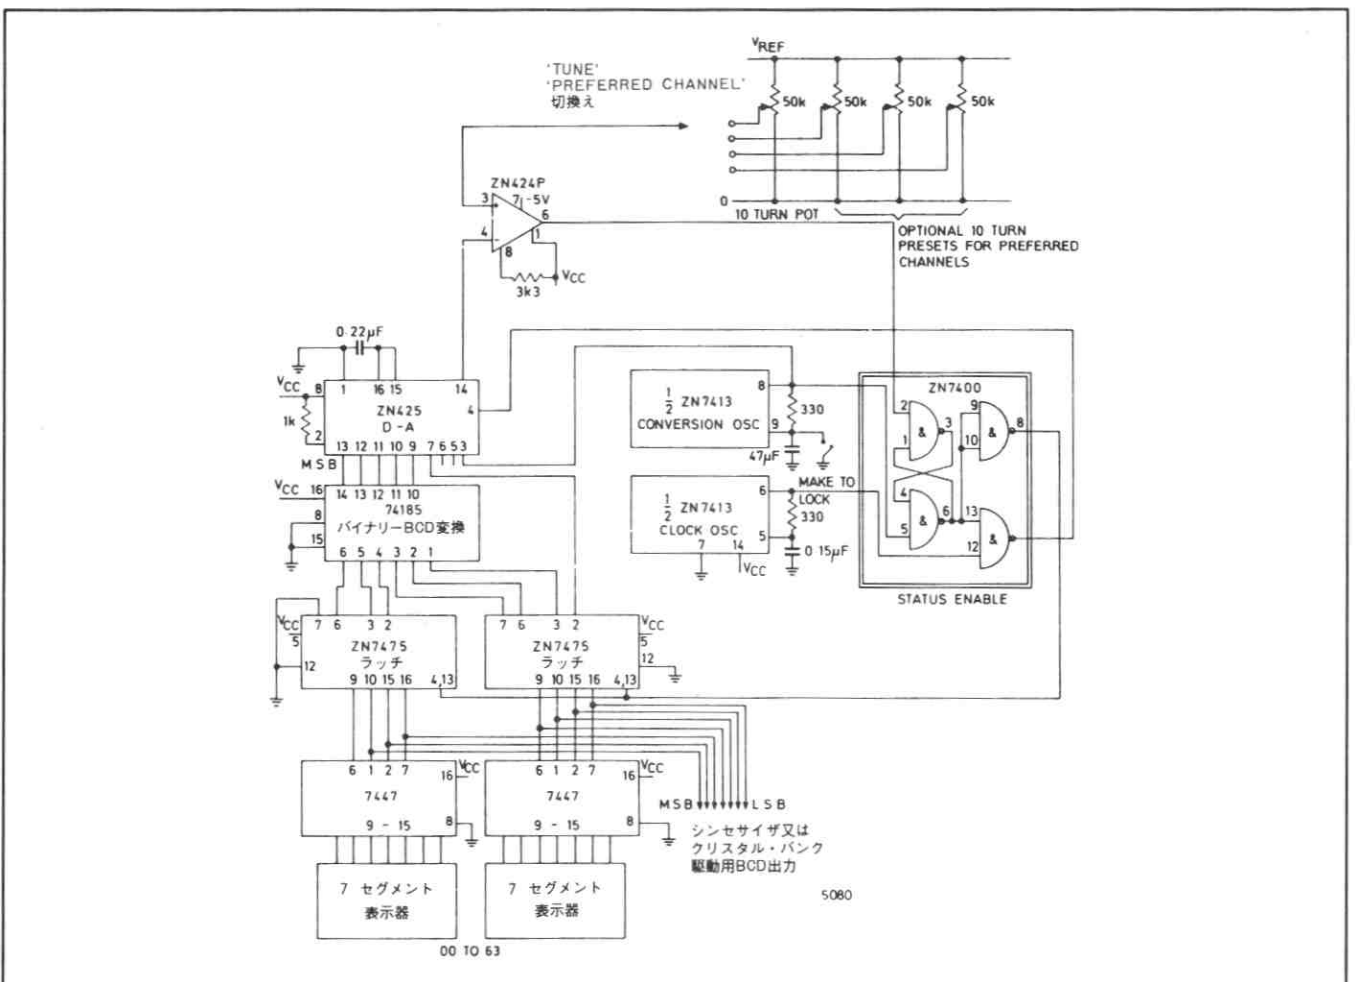 VREF
'TUNE'
'PREFERRED CHANNEL'
切換え
50k 50k 50k 50k
ZN424P
3 7 -5V 6
4 1
8
3k3 VCC
0
10 TURN POT
OPTIONAL 10 TURN
PRESETS FOR PREFERRED
CHANNELS
0·22µF
VCC 8 1 16 15 14
ZN425
D-A
4
1k
2
13 12 11 10 9 7 6 5 3
MSB
VCC 16 14 13 12 11 10
74185
バイナリーBCD変換
8
15
6 5 4 3 2 1
1/2 ZN7413
CONVERSION OSC
8
9
330
47µF
MAKE TO
LOCK
1/2 ZN7413
CLOCK OSC
6
5
330
0·15µF
7 14
VCC
ZN7400
2 3 9 8
& &
1 10
4 6 13
& &
5 12
STATUS ENABLE
VCC 7 6 3 2
5
ZN7475
ラッチ
12
9 10 15 16 4,13
7 6 3 2 VCC
5
ZN7475
ラッチ
12
9 10 15 16 4,13
6 1 2 7 16 VCC
7447
9 - 15 8
6 1 2 7 16 VCC
7447
9 - 15 8
MSB LSB
シンセサイザ又は
クリスタル・バンク
駆動用BCD出力
7 セグメント
表示器
7 セグメント
表示器
00 TO 63
5080